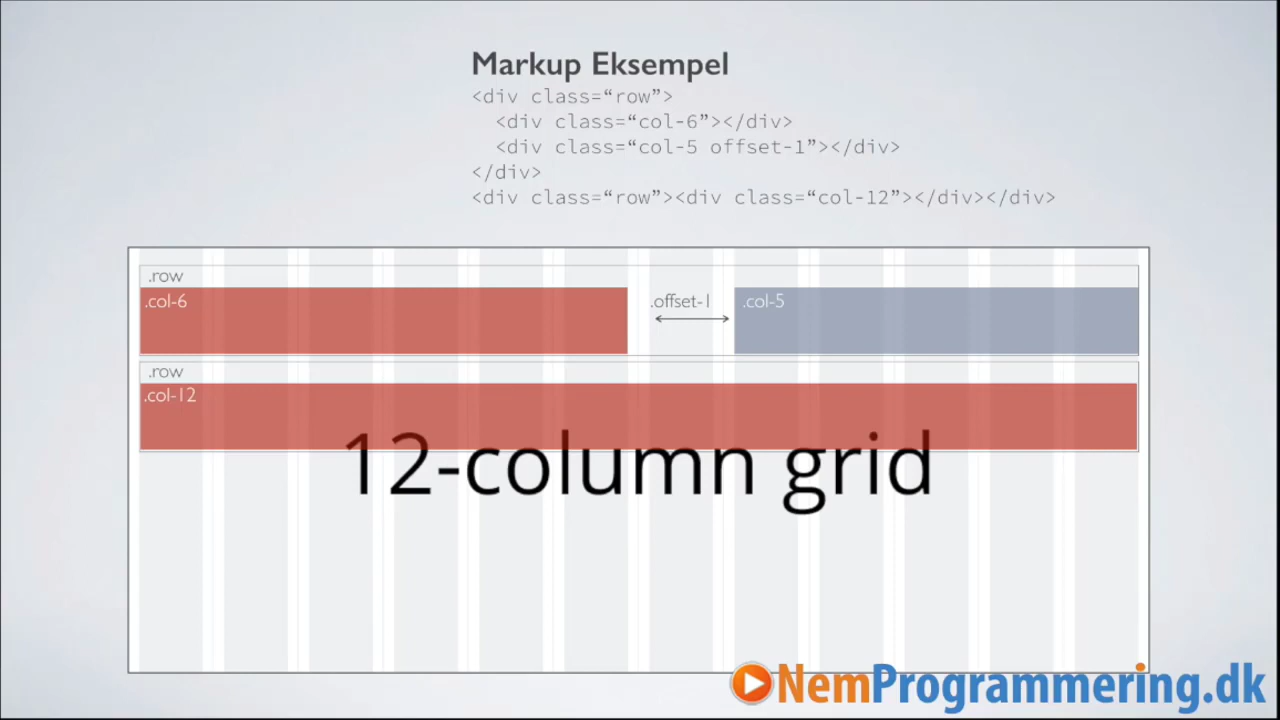 Markup Eksempel
<div class=“row”>
<div class=“col-6”></div>
<div class=“col-5 offset-1”></div>
</div>
<div class=“row”><div class=“col-12”></div></div>
.row
.col-6
.offset-1
.col-5
.row
.col-12
12-column grid
NemProgrammering.dk